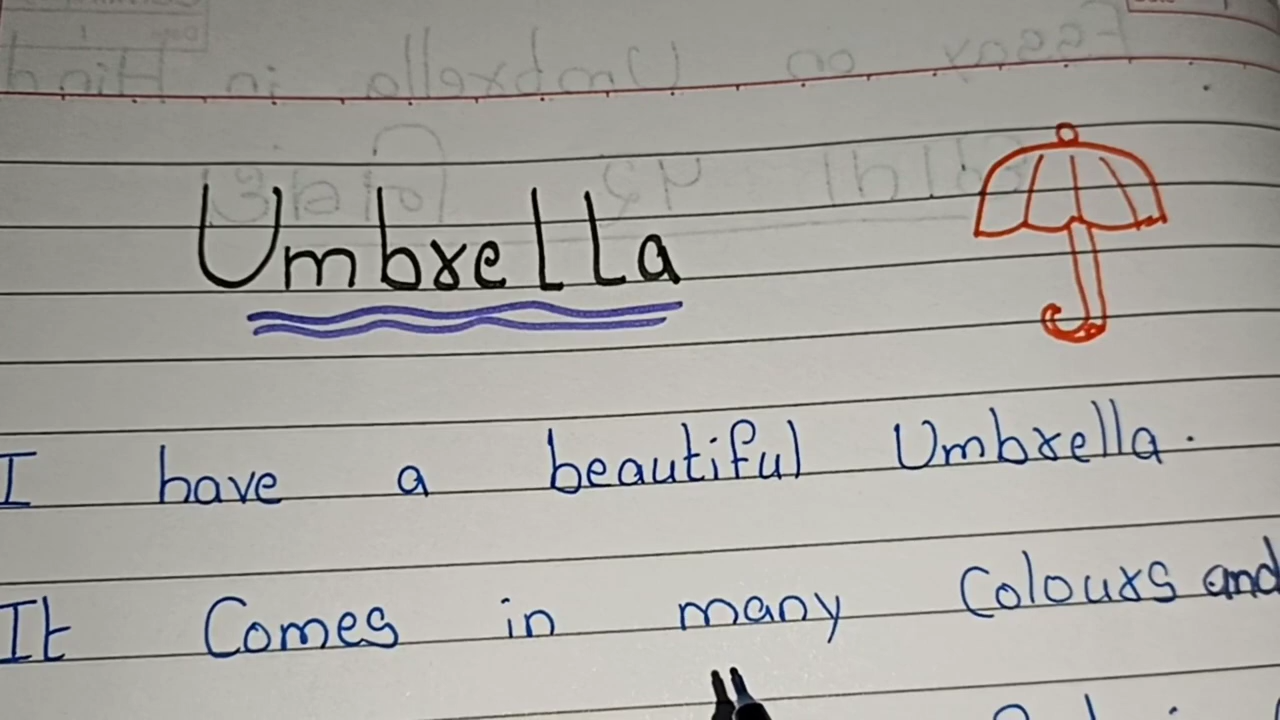 Umbrella
I have a beautiful Umbrella.
It Comes in many Colours and